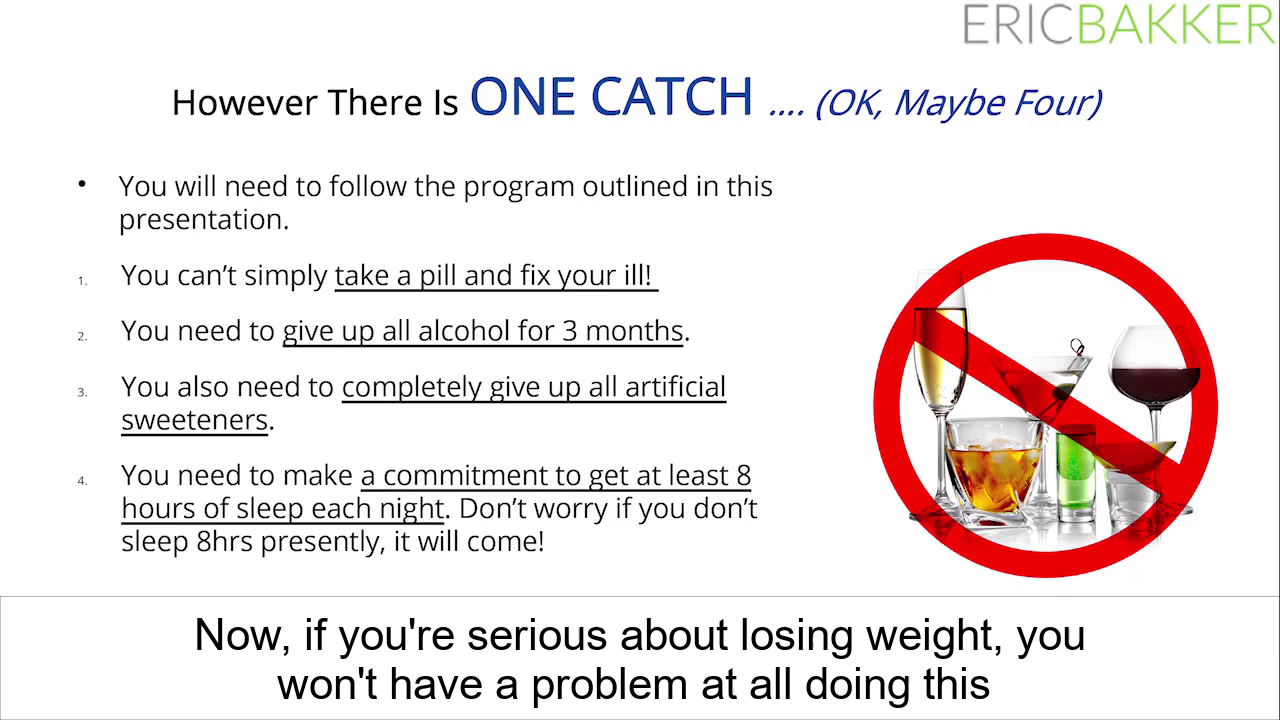 ERICBAKKER
However There Is ONE CATCH .... (OK, Maybe Four)
• You will need to follow the program outlined in this
presentation.
1. You can't simply take a pill and fix your ill!
2. You need to give up all alcohol for 3 months.
3. You also need to completely give up all artificial
sweeteners.
4. You need to make a commitment to get at least 8
hours of sleep each night. Don't worry if you don't
sleep 8hrs presently, it will come!
Now, if you're serious about losing weight, you
won't have a problem at all doing this